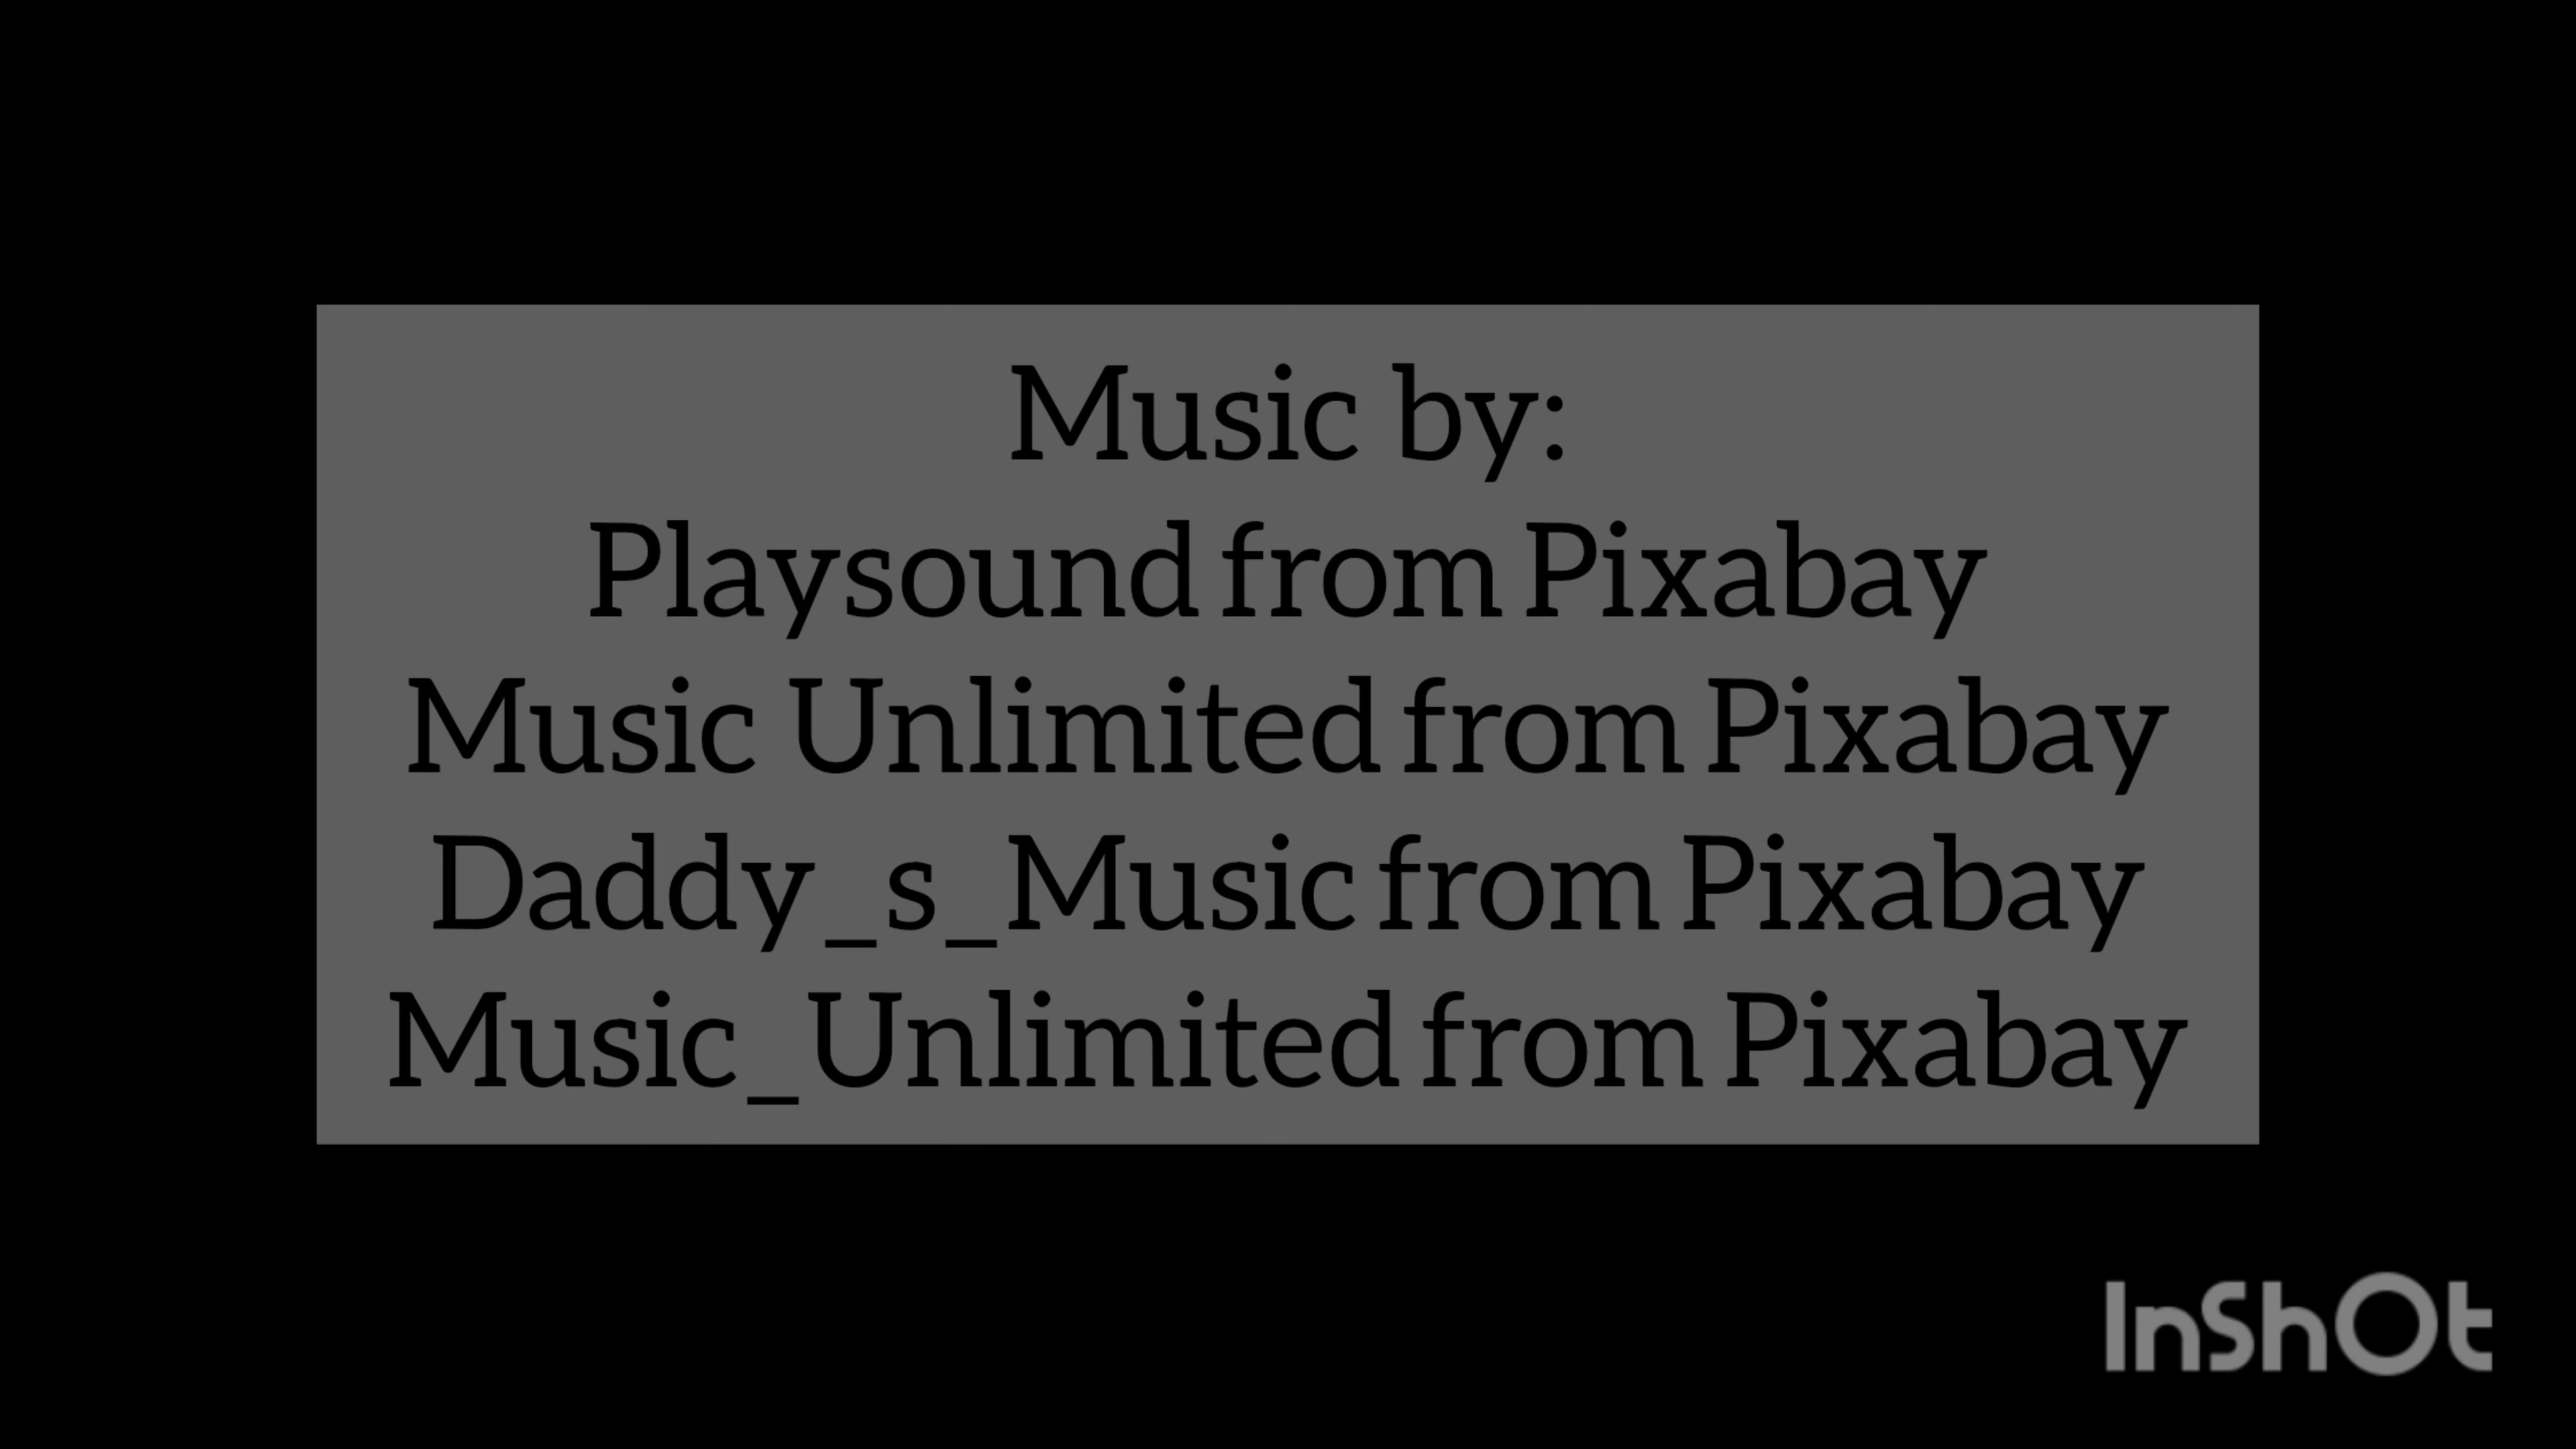 Music by:
Playsound from Pixabay
Music Unlimited from Pixabay
Daddy_s_Music from Pixabay
Music_Unlimited from Pixabay
InShOt